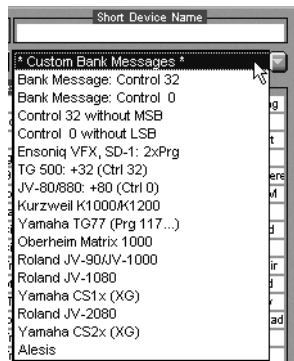 Short Device Name
* Custom Bank Messages *
Bank Message: Control 32
Bank Message: Control 0
Control 32 without MSB
Control 0 without LSB
Ensoniq VFX, SD-1: 2xPrg
TG 500: +32 (Ctrl 32)
JV-80/880: +80 (Ctrl 0)
Kurzweil K1000/K1200
Yamaha TG77 (Prg 117...)
Oberheim Matrix 1000
Roland JV-90/JV-1000
Roland JV-1080
Yamaha CS1x (XG)
Roland JV-2080
Yamaha CS2x (XG)
Alesis